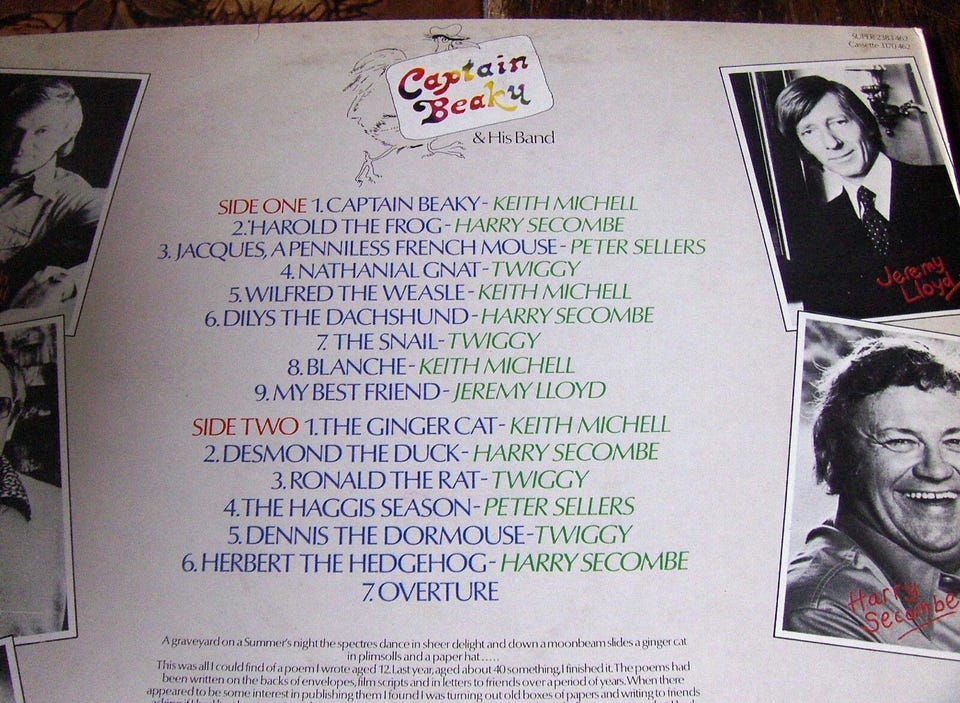 SUPER 2383 462
Cassette 3170 462
Captain
Beaky
& His Band
SIDE ONE 1. CAPTAIN BEAKY - KEITH MICHELL
2. HAROLD THE FROG - HARRY SECOMBE
3. JACQUES, A PENNILESS FRENCH MOUSE - PETER SELLERS
4. NATHANIAL GNAT - TWIGGY
5. WILFRED THE WEASLE - KEITH MICHELL
6. DILYS THE DACHSHUND - HARRY SECOMBE
7. THE SNAIL - TWIGGY
8. BLANCHE - KEITH MICHELL
9. MY BEST FRIEND - JEREMY LLOYD
SIDE TWO 1. THE GINGER CAT - KEITH MICHELL
2. DESMOND THE DUCK - HARRY SECOMBE
3. RONALD THE RAT - TWIGGY
4. THE HAGGIS SEASON - PETER SELLERS
5. DENNIS THE DORMOUSE - TWIGGY
6. HERBERT THE HEDGEHOG - HARRY SECOMBE
7. OVERTURE
A graveyard on a Summer's night the spectres dance in sheer delight and down a moonbeam slides a ginger cat
in plimsolls and a paper hat.....
This was all I could find of a poem I wrote aged 12. Last year, aged about 40 something, I finished it. The poems had
been written on the backs of envelopes, film scripts and in letters to friends over a period of years. When there
appeared to be some interest in publishing them I found I was turning out old boxes of papers and writing to friends
Jeremy
Lloyd
Harry
Secombe